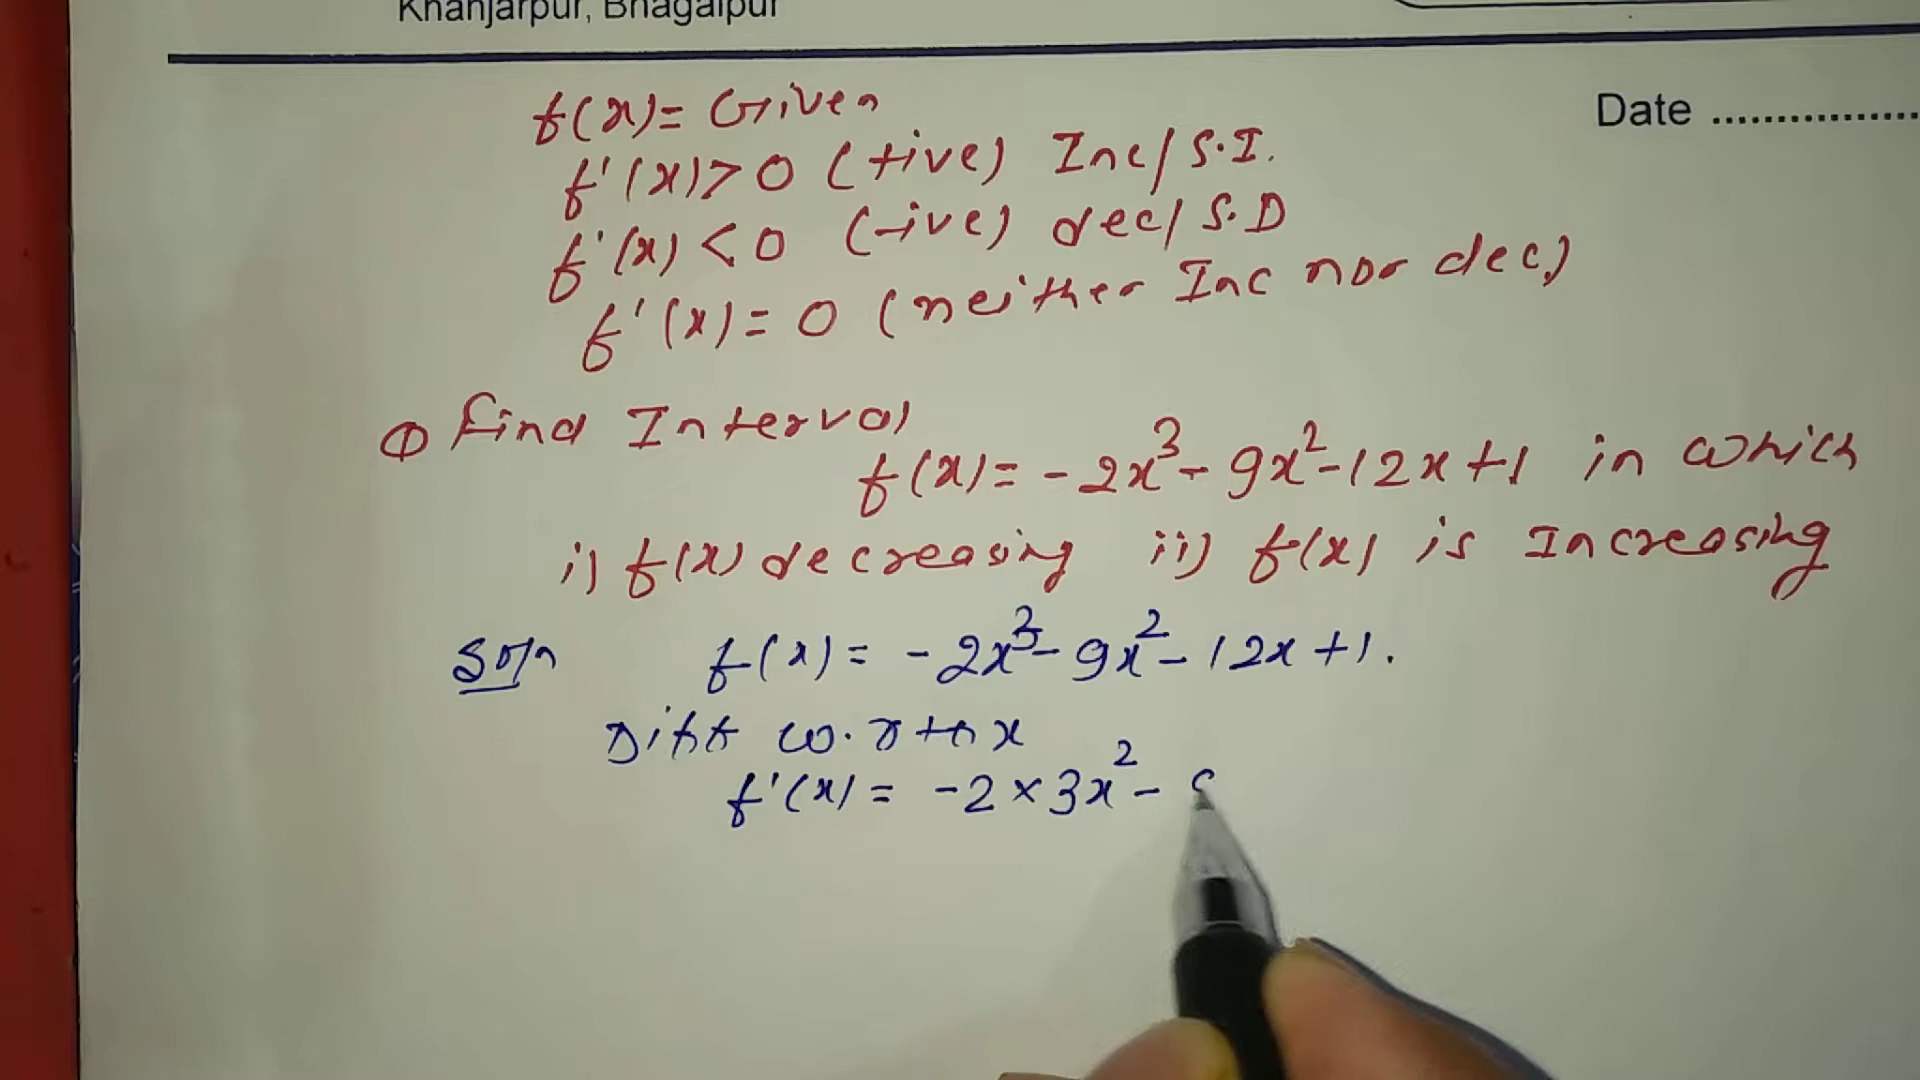 Khanjarpur, Bhagalpur
Date ................
f(x)= Given
f'(x)>0 (+ive) Inc/S.I.
f'(x)<0 (-ive) dec/S.D
f'(x)=0 (neither Inc nor dec)
① Find Interval
f(x)= -2x³- 9x²-12x+1 in which
i) f(x) decreasing ii) f(x) is Increasing
Soln f(x)= -2x³- 9x²-12x+1.
Diff w.r to x
f'(x)= -2×3x²-